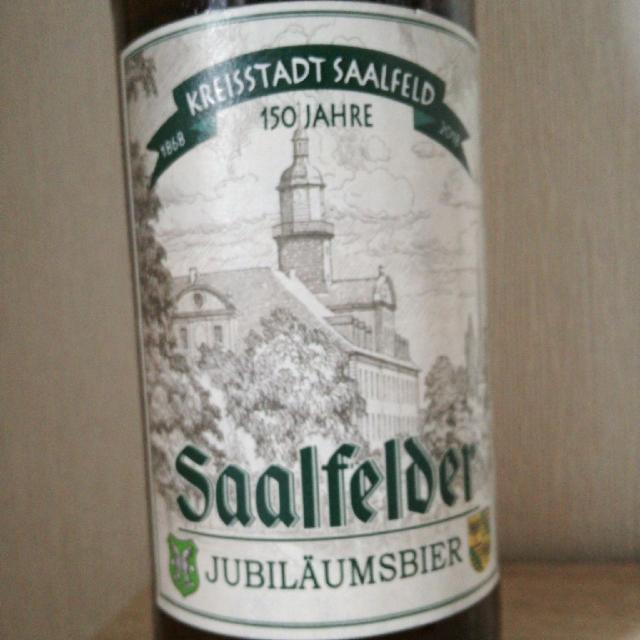 KREISSTADT SAALFELD
1868
150 JAHRE
2018
Saalfelder
JUBILÄUMSBIER